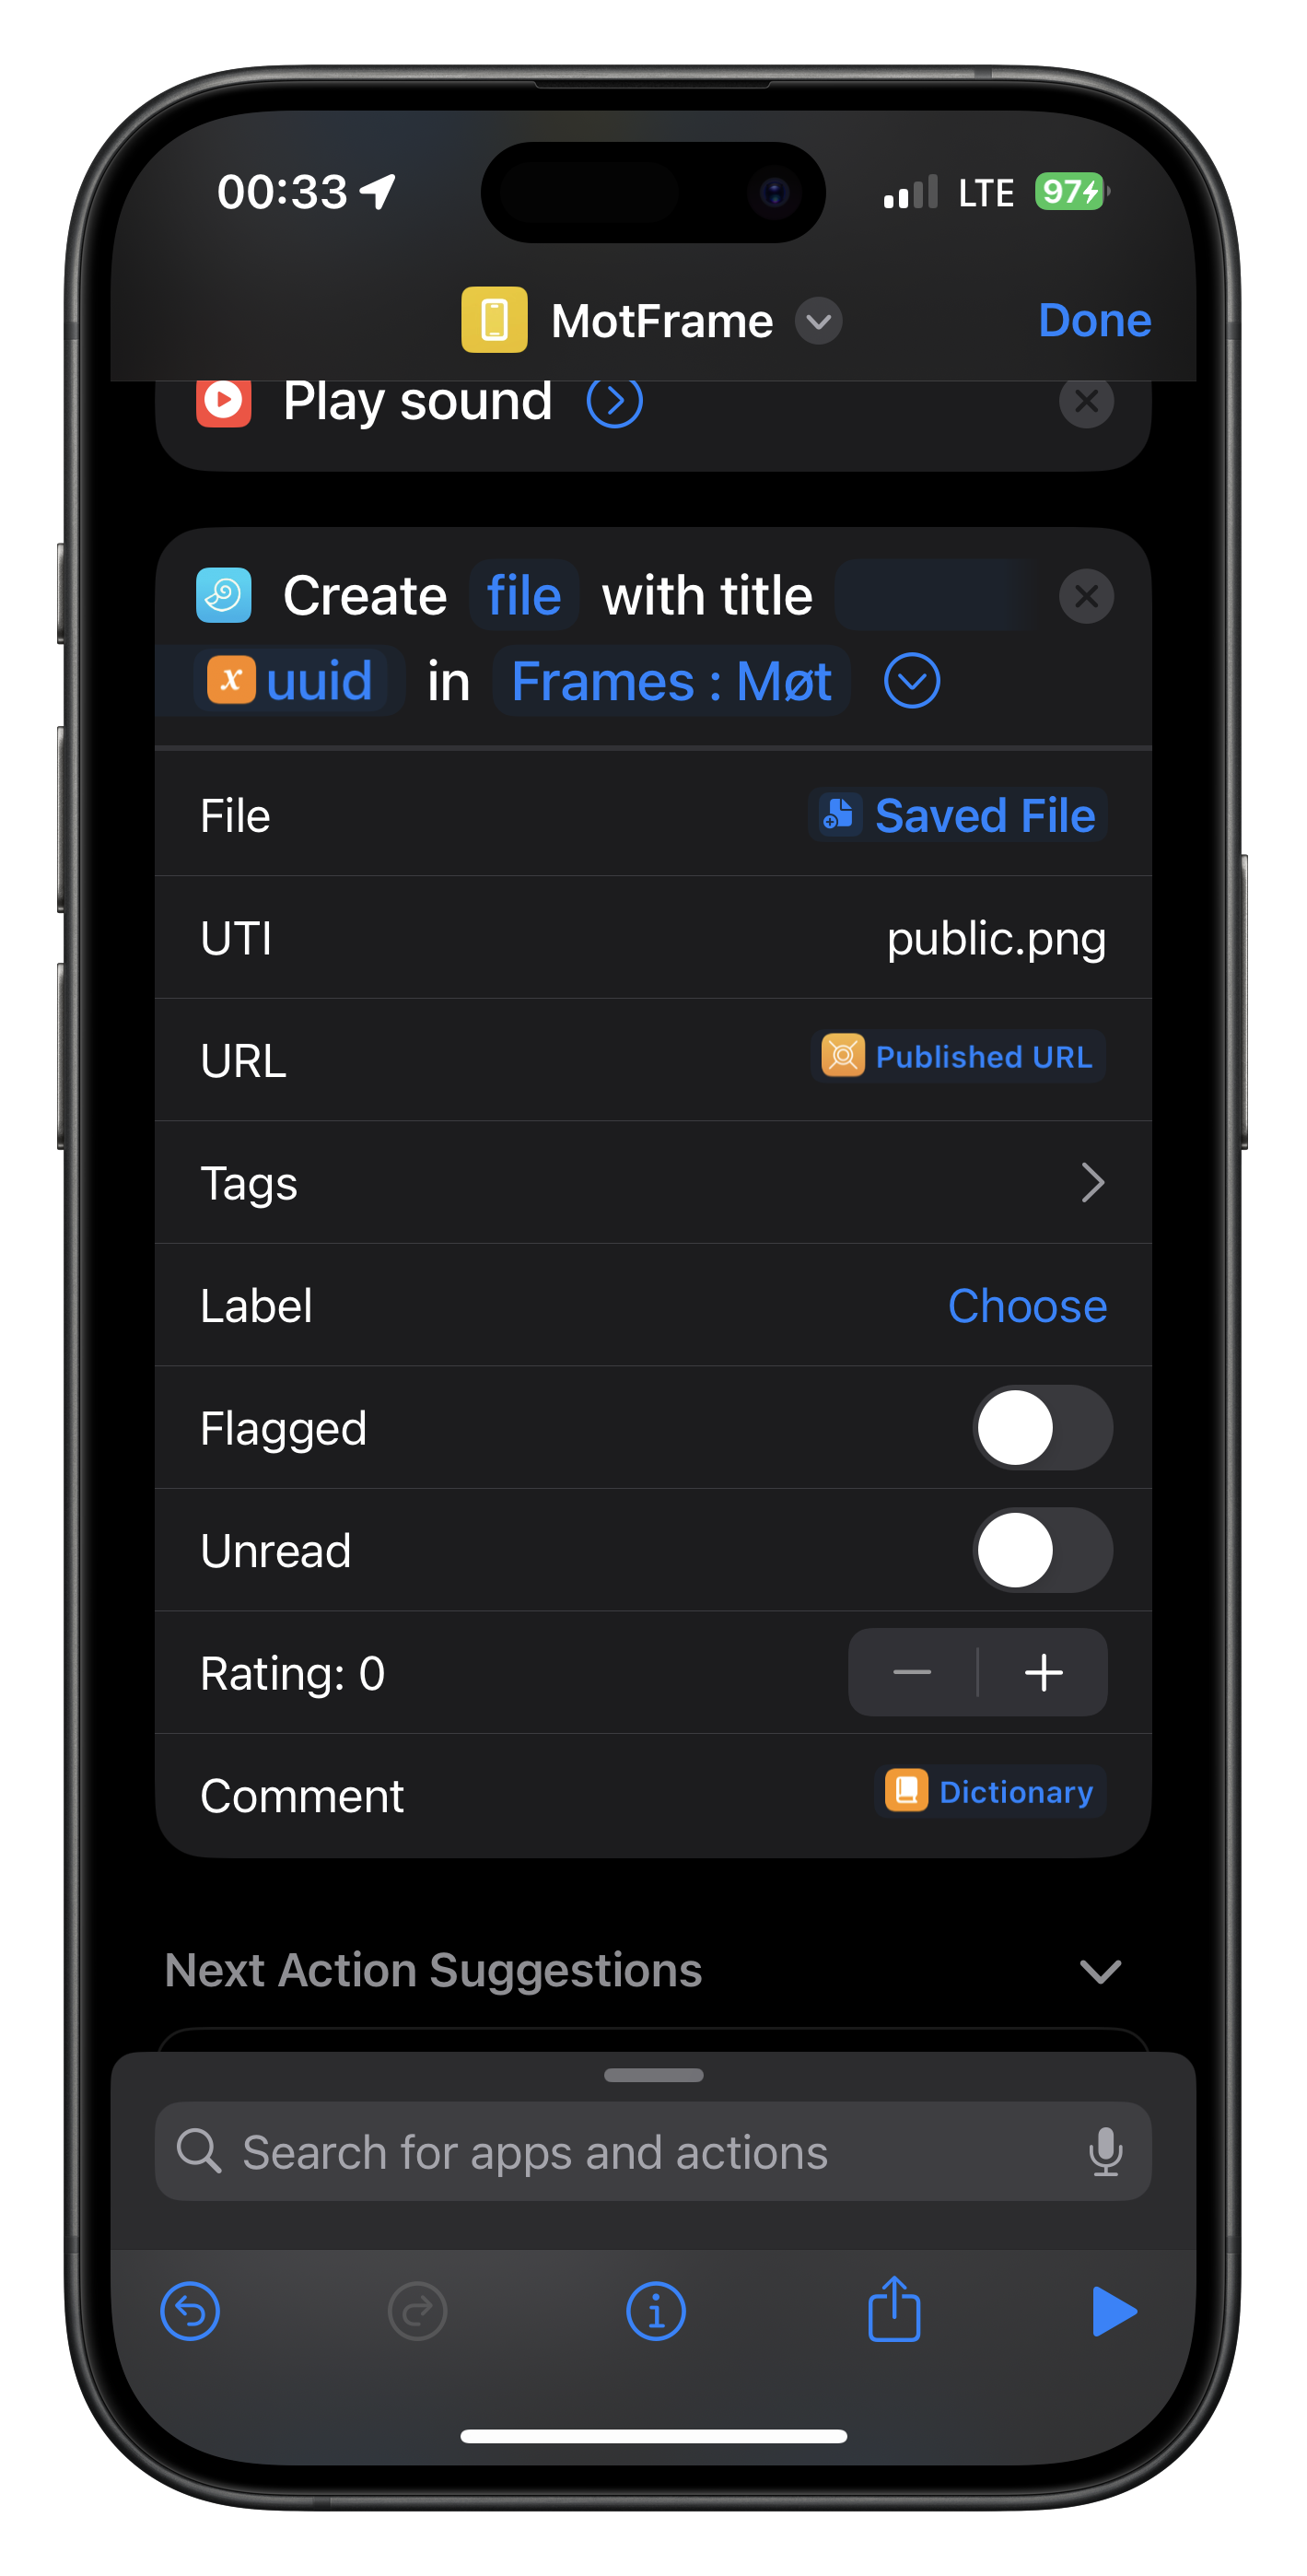 00:33 LTE 97
MotFrame Done
Play sound
Create file with title
x uuid in Frames : Møt
File Saved File
UTI public.png
URL Published URL
Tags
Label Choose
Flagged
Unread
Rating: 0
Comment Dictionary
Next Action Suggestions
Search for apps and actions